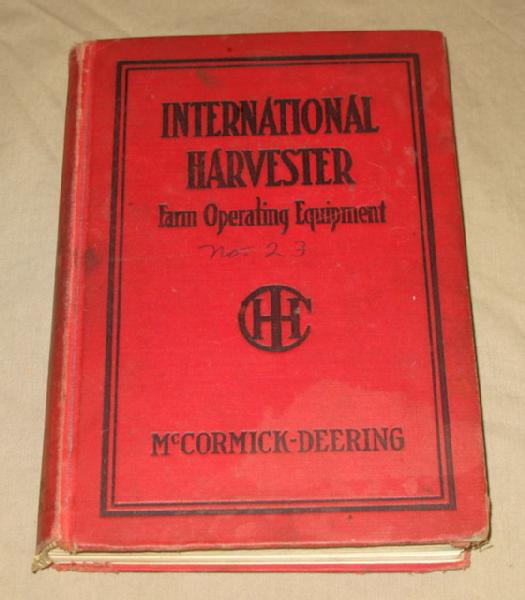 INTERNATIONAL
HARVESTER
Farm Operating Equipment
No. 23
IHC
McCORMICK-DEERING